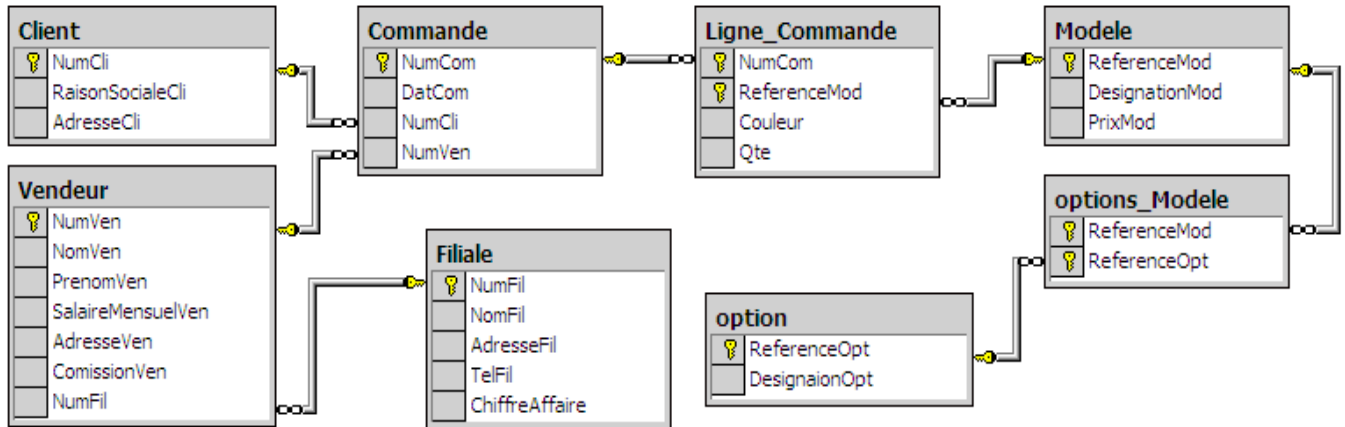 Client
NumCli
RaisonSocialeCli
AdresseCli
Commande
NumCom
DatCom
NumCli
NumVen
Ligne_Commande
NumCom
ReferenceMod
Couleur
Qte
Modele
ReferenceMod
DesignationMod
PrixMod
Vendeur
NumVen
NomVen
PrenomVen
SalaireMensuelVen
AdresseVen
ComissionVen
NumFil
Filiale
NumFil
NomFil
AdresseFil
TelFil
ChiffreAffaire
option
ReferenceOpt
DesignaionOpt
options_Modele
ReferenceMod
ReferenceOpt